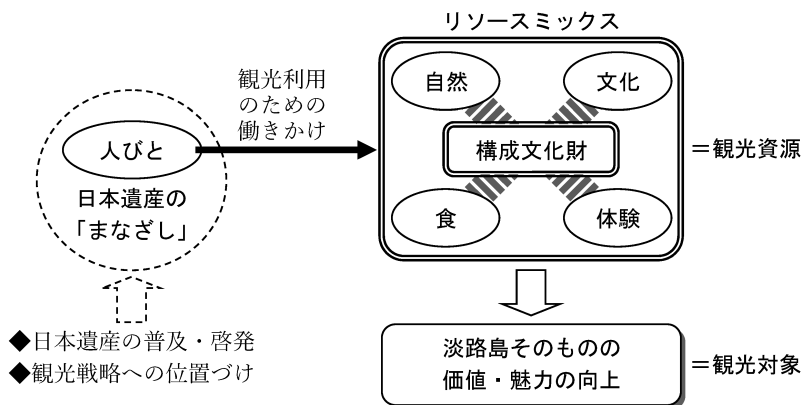 リソースミックス
観光利用
のための
働きかけ
自然
文化
人びと
構成文化財
＝観光資源
日本遺産の
「まなざし」
食
体験
◆日本遺産の普及・啓発
◆観光戦略への位置づけ
淡路島そのものの
価値・魅力の向上
＝観光対象